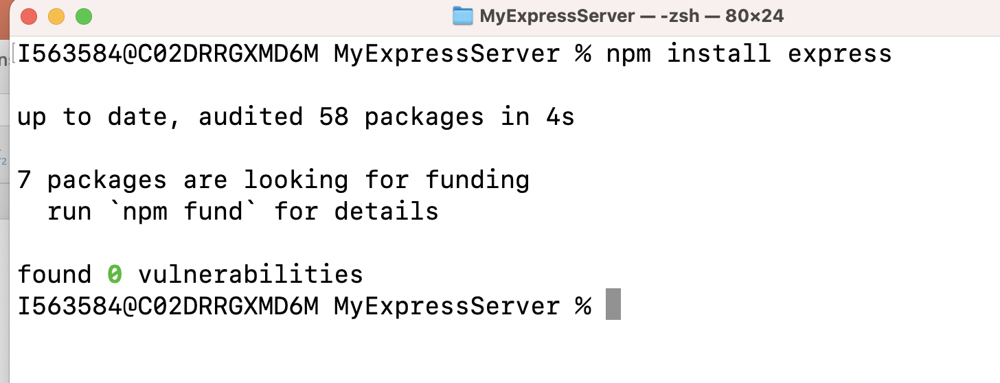 MyExpressServer — -zsh — 80×24
I563584@C02DRRGXMD6M MyExpressServer % npm install express
up to date, audited 58 packages in 4s
7 packages are looking for funding
run `npm fund` for details
found 0 vulnerabilities
I563584@C02DRRGXMD6M MyExpressServer %